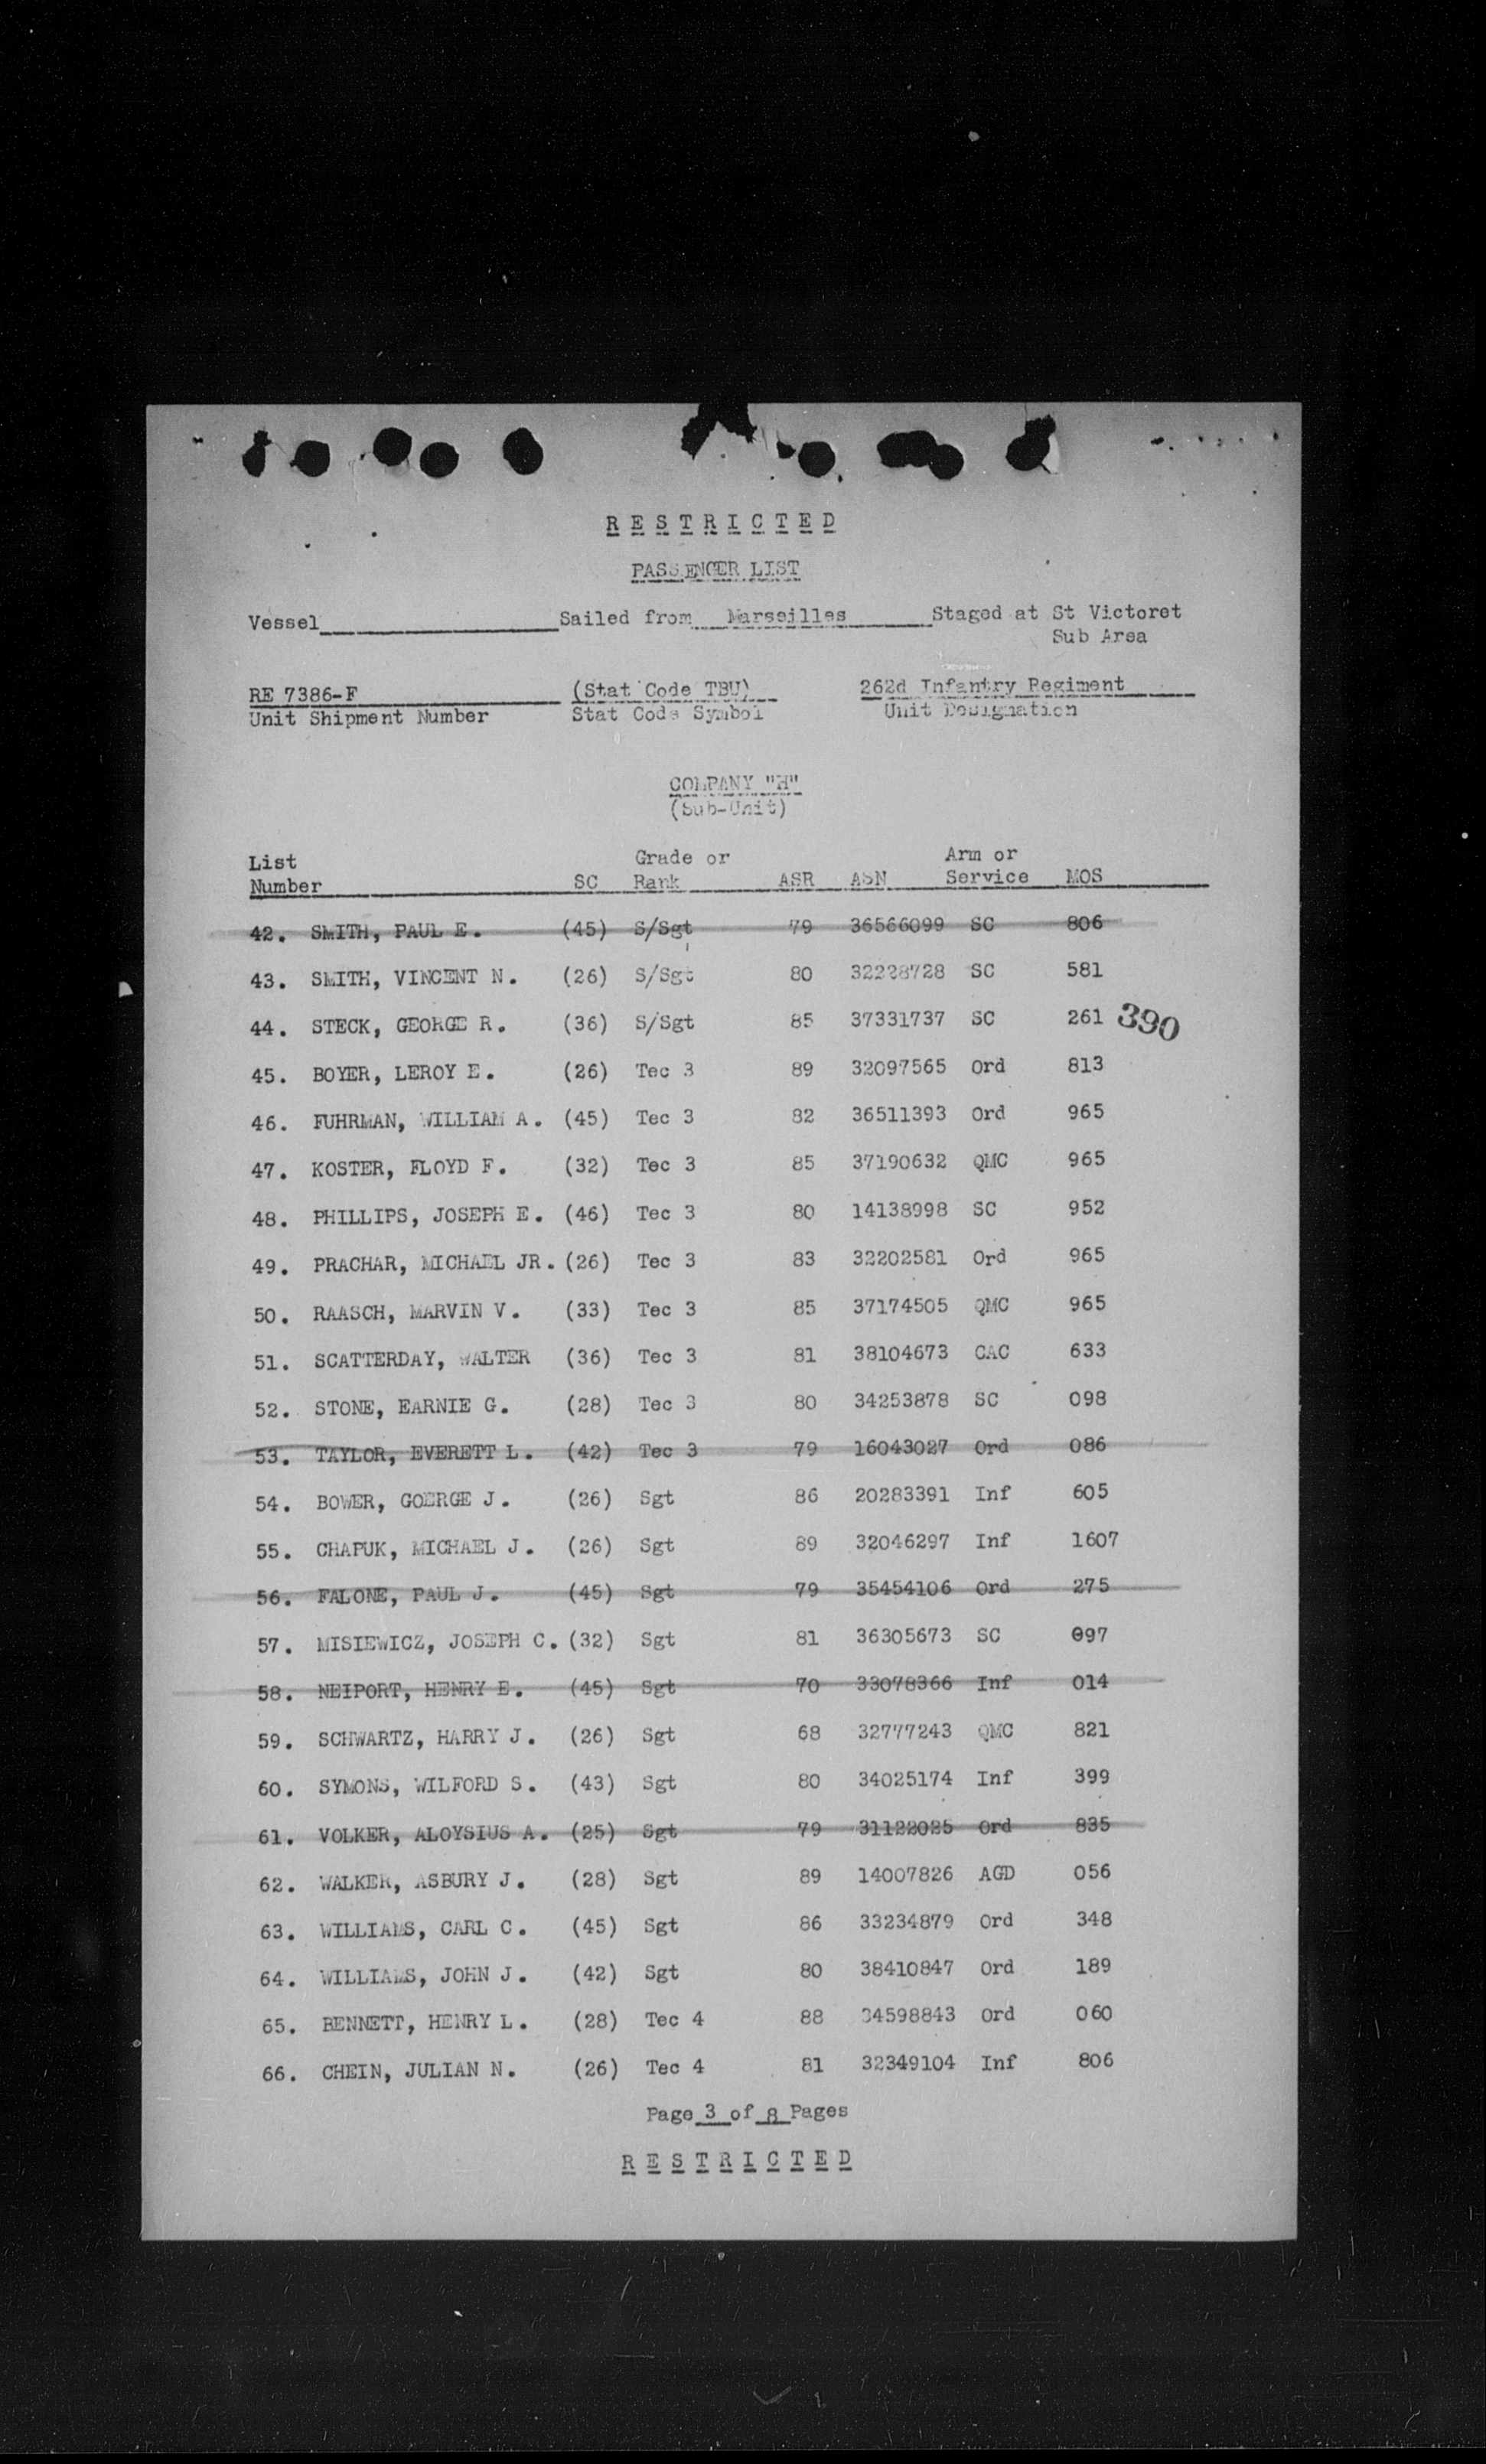 RESTRICTED
PASSENGER LIST
Vessel Sailed from Marseilles Staged at St Victoret
Sub Area
RE 7386-F (Stat Code TBU) 262d Infantry Regiment
Unit Shipment Number Stat Code Symbol Unit Designation
COMPANY "H"
(Sub-Unit)
List Grade or Arm or
Number SC Rank ASR ASN Service MOS
42. SMITH, PAUL E. (45) S/Sgt 79 36566099 SC 806
43. SMITH, VINCENT N. (26) S/Sgt 80 32228728 SC 581
44. STECK, GEORGE R. (36) S/Sgt 85 37331737 SC 261 390
45. BOYER, LEROY E. (26) Tec 3 89 32097565 Ord 813
46. FUHRMAN, WILLIAM A. (45) Tec 3 82 36511393 Ord 965
47. KOSTER, FLOYD F. (32) Tec 3 85 37190632 QMC 965
48. PHILLIPS, JOSEPH E. (46) Tec 3 80 14138998 SC 952
49. PRACHAR, MICHAEL JR. (26) Tec 3 83 32202581 Ord 965
50. RAASCH, MARVIN V. (33) Tec 3 85 37174505 QMC 965
51. SCATTERDAY, WALTER (36) Tec 3 81 38104673 CAC 633
52. STONE, EARNIE G. (28) Tec 3 80 34253878 SC 098
53. TAYLOR, EVERETT L. (42) Tec 3 79 16043027 Ord 086
54. BOWER, GOERGE J. (26) Sgt 86 20283391 Inf 605
55. CHAPUK, MICHAEL J. (26) Sgt 89 32046297 Inf 1607
56. FALONE, PAUL J. (45) Sgt 79 35454106 Ord 275
57. MISIEWICZ, JOSEPH C. (32) Sgt 81 36305673 SC 097
58. NEIPORT, HENRY E. (45) Sgt 70 33078366 Inf 014
59. SCHWARTZ, HARRY J. (26) Sgt 68 32777243 QMC 821
60. SYMONS, WILFORD S. (43) Sgt 80 34025174 Inf 399
61. VOLKER, ALOYSIUS A. (25) Sgt 79 31122025 Ord 835
62. WALKER, ASBURY J. (28) Sgt 89 14007826 AGD 056
63. WILLIAMS, CARL C. (45) Sgt 86 33234879 Ord 348
64. WILLIAMS, JOHN J. (42) Sgt 80 38410847 Ord 189
65. BENNETT, HENRY L. (28) Tec 4 88 34598843 Ord 060
66. CHEIN, JULIAN N. (26) Tec 4 81 32349104 Inf 806
Page 3 of 8 Pages
RESTRICTED